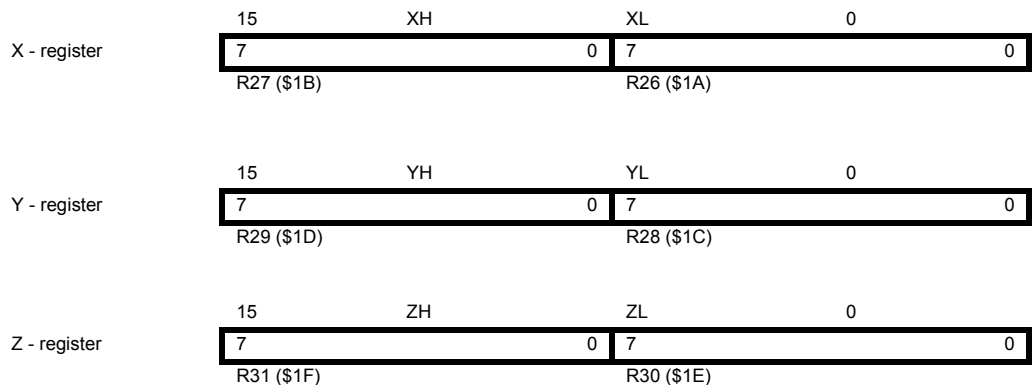 15 XH XL 0
X - register 7 0 7 0
R27 ($1B) R26 ($1A)
15 YH YL 0
Y - register 7 0 7 0
R29 ($1D) R28 ($1C)
15 ZH ZL 0
Z - register 7 0 7 0
R31 ($1F) R30 ($1E)